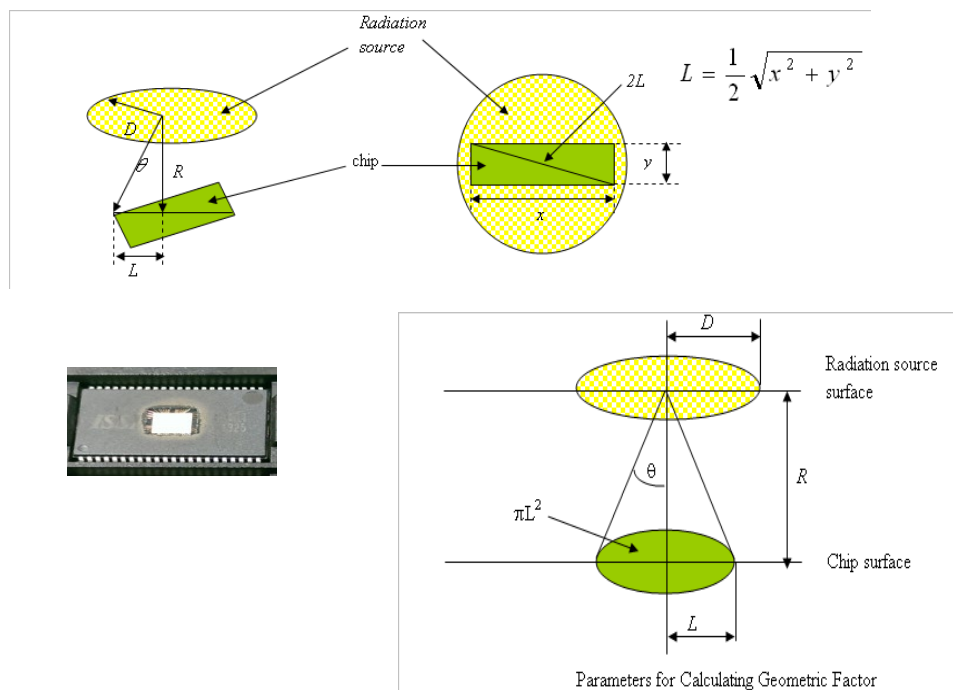 Radiation
source
2L
L = 1/2 √(x² + y²)
D
θ
R
chip
y
x
L
D
Radiation source
surface
θ
R
πL²
Chip surface
L
Parameters for Calculating Geometric Factor